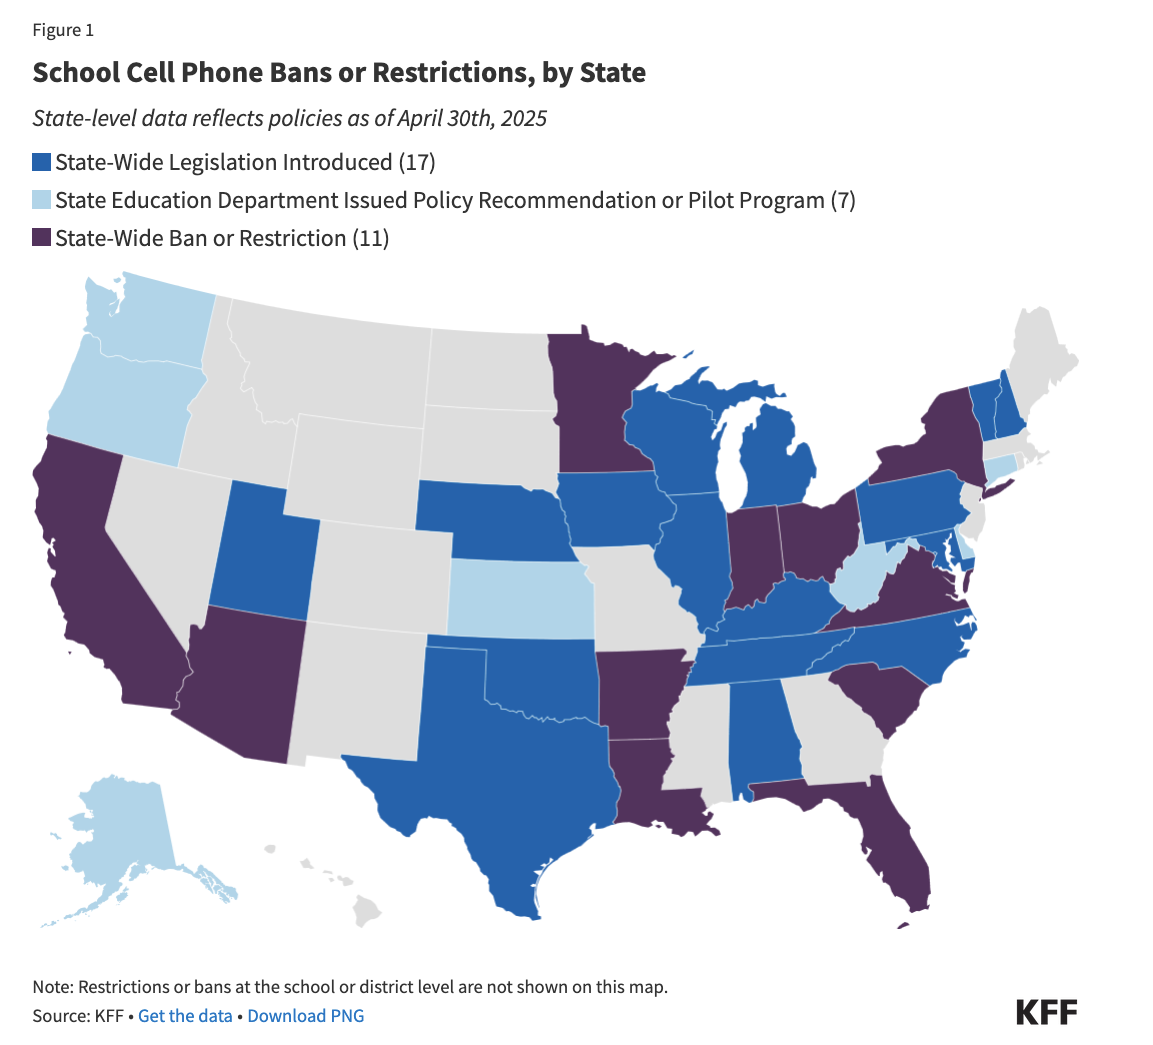 Figure 1
School Cell Phone Bans or Restrictions, by State
State-level data reflects policies as of April 30th, 2025
State-Wide Legislation Introduced (17)
State Education Department Issued Policy Recommendation or Pilot Program (7)
State-Wide Ban or Restriction (11)
Note: Restrictions or bans at the school or district level are not shown on this map.
Source: KFF • Get the data • Download PNG
KFF